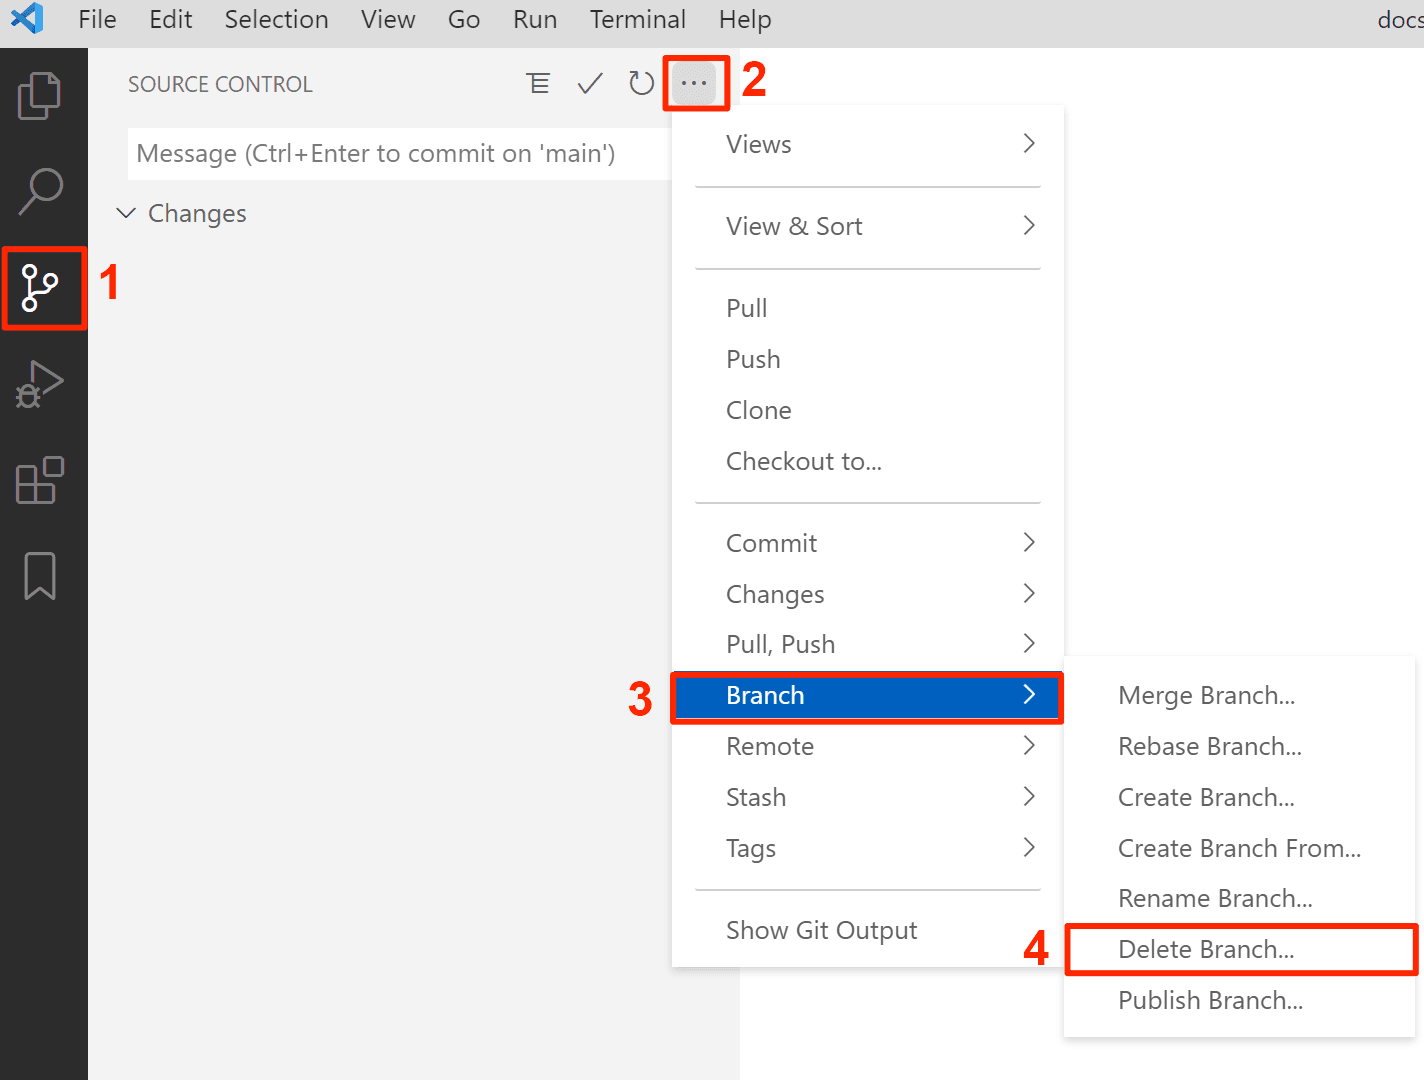 File Edit Selection View Go Run Terminal Help docs
SOURCE CONTROL
2
Message (Ctrl+Enter to commit on 'main')
Changes
1
Views
View & Sort
Pull
Push
Clone
Checkout to...
Commit
Changes
Pull, Push
3
Branch
Remote
Stash
Tags
Show Git Output
Merge Branch...
Rebase Branch...
Create Branch...
Create Branch From...
Rename Branch...
4
Delete Branch...
Publish Branch...